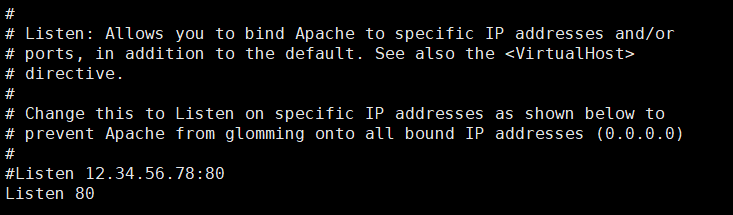 #
# Listen: Allows you to bind Apache to specific IP addresses and/or
# ports, in addition to the default. See also the <VirtualHost>
# directive.
#
# Change this to Listen on specific IP addresses as shown below to
# prevent Apache from glomming onto all bound IP addresses (0.0.0.0)
#
#Listen 12.34.56.78:80
Listen 80